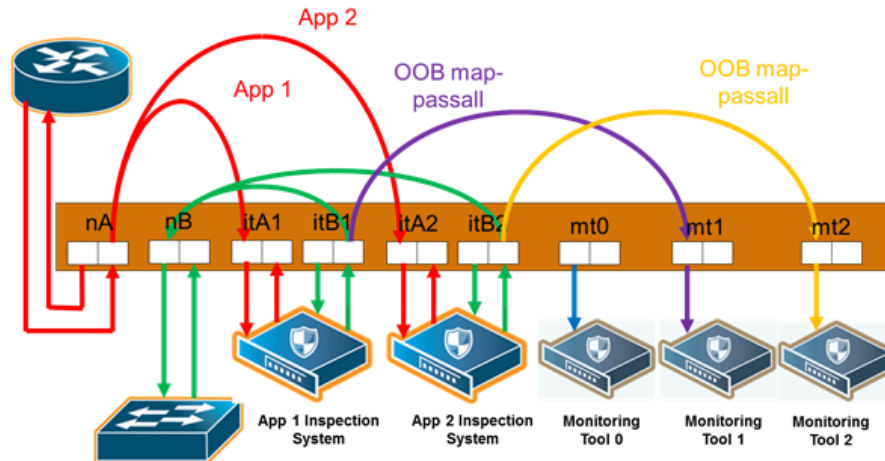 App 2
App 1
OOB map-
passall
OOB map-
passall
nA
nB
itA1
itB1
itA2
itB2
mt0
mt1
mt2
App 1 Inspection
System
App 2 Inspection
System
Monitoring
Tool 0
Monitoring
Tool 1
Monitoring
Tool 2